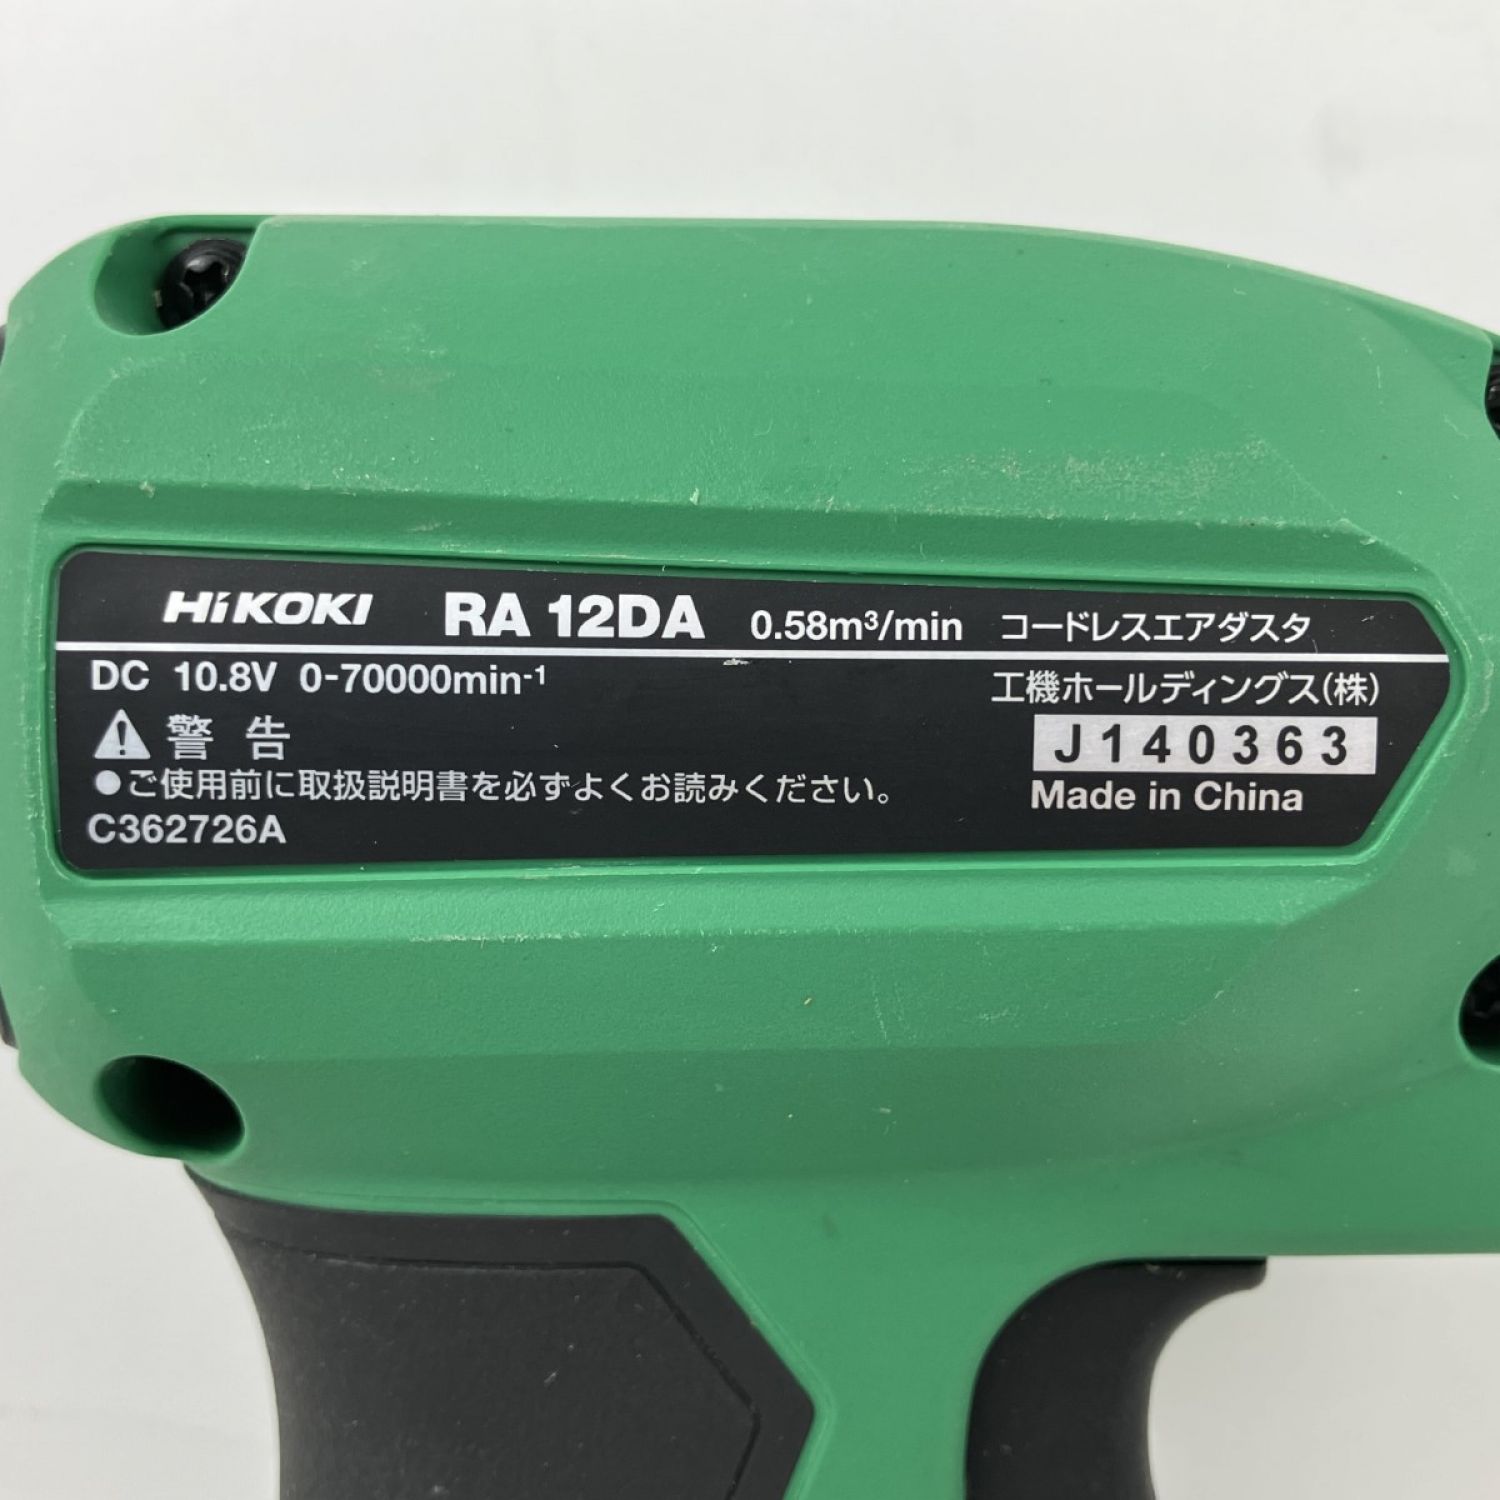 HiKOKI RA 12DA 0.58m³/min コードレスエアダスタ
DC 10.8V 0-70000min⁻¹ 工機ホールディングス(株)
警告 J140363
●ご使用前に取扱説明書を必ずよくお読みください。 Made in China
C362726A